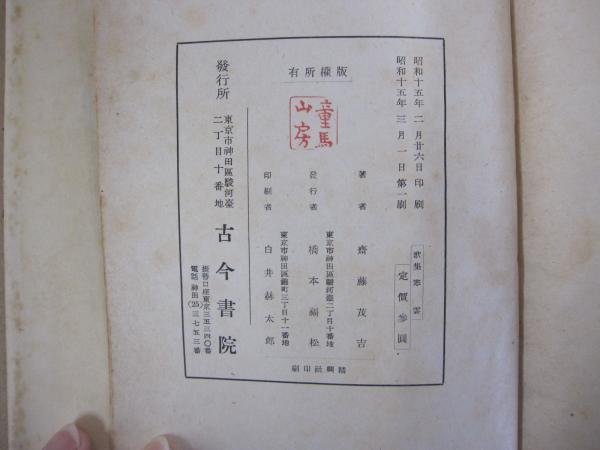 昭和十五年二月廿六日印刷
昭和十五年三月一日第一刷
歌集寒雲
定價參圓
版權所有
童馬
山房
著者 齋藤茂吉
發行者 東京市神田區駿河臺二丁目十番地
橋本福松
印刷者 東京市神田區錦町三丁目十一番地
白井赫太郎
發行所 東京市神田區駿河臺
二丁目十番地
古今書院
振替口座東京三五三四〇番
電話神田(25)三七五三番
精興社印刷